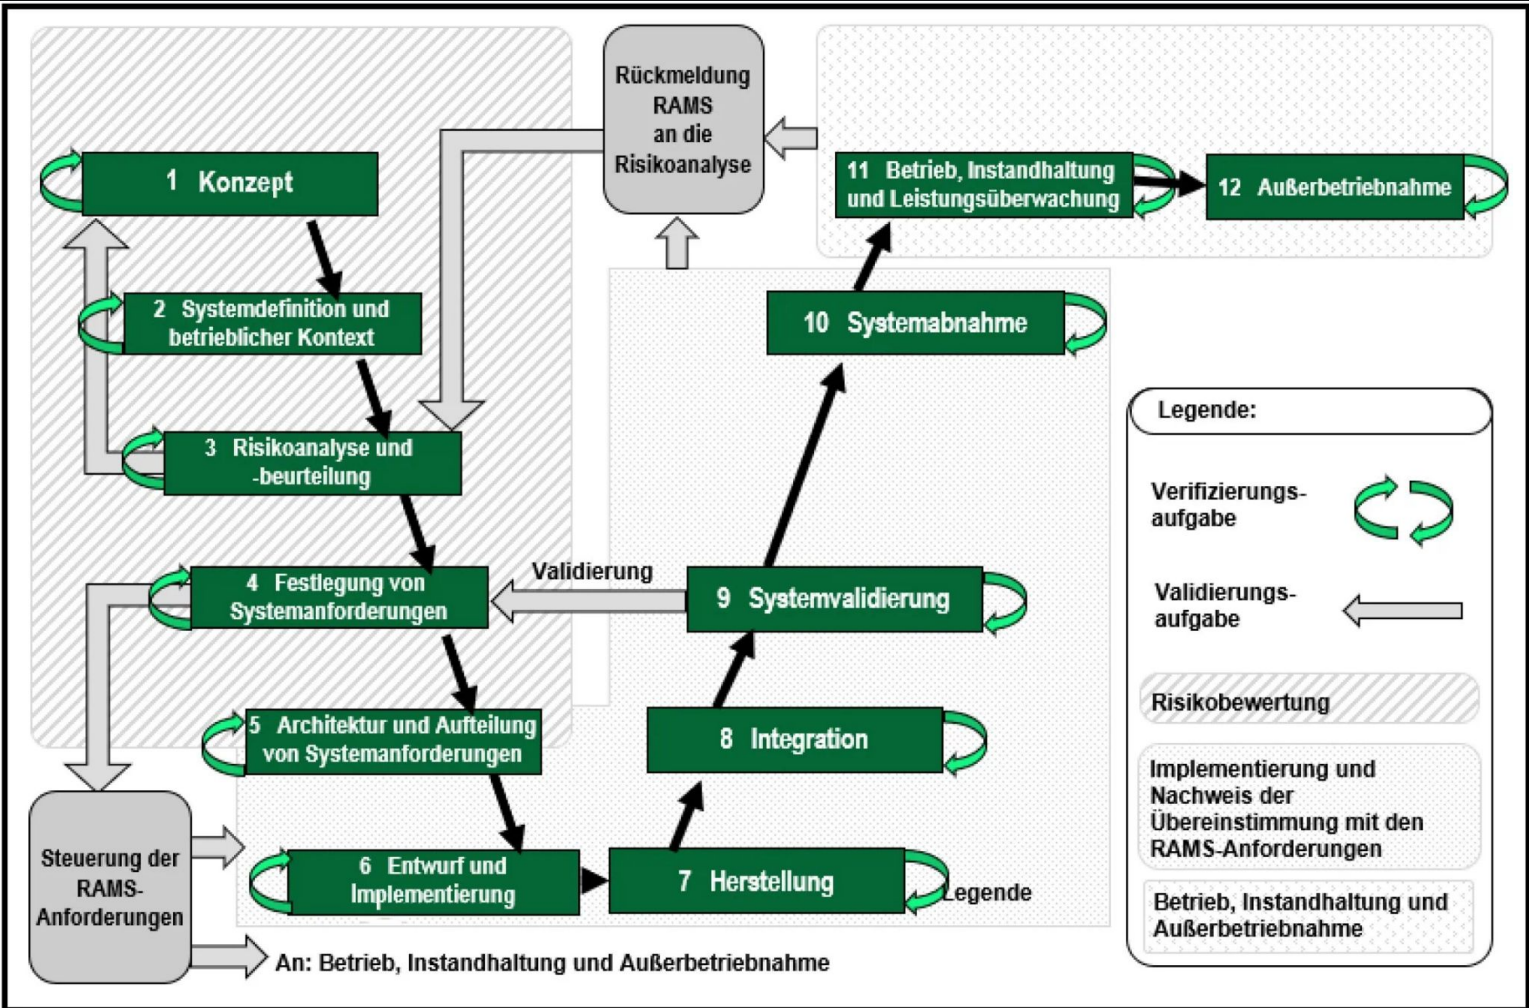 Rückmeldung
RAMS
an die
Risikoanalyse
1 Konzept
11 Betrieb, Instandhaltung
und Leistungsüberwachung
12 Außerbetriebnahme
2 Systemdefinition und
betrieblicher Kontext
10 Systemabnahme
3 Risikoanalyse und
-beurteilung
4 Festlegung von
Systemanforderungen
Validierung
9 Systemvalidierung
5 Architektur und Aufteilung
von Systemanforderungen
8 Integration
6 Entwurf und
Implementierung
7 Herstellung
Legende
Steuerung der
RAMS-
Anforderungen
An: Betrieb, Instandhaltung und Außerbetriebnahme
Legende:
Verifizierungs-
aufgabe
Validierungs-
aufgabe
Risikobewertung
Implementierung und
Nachweis der
Übereinstimmung mit den
RAMS-Anforderungen
Betrieb, Instandhaltung und
Außerbetriebnahme